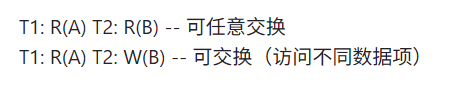 T1: R(A) T2: R(B) -- 可任意交换
T1: R(A) T2: W(B) -- 可交换（访问不同数据项）